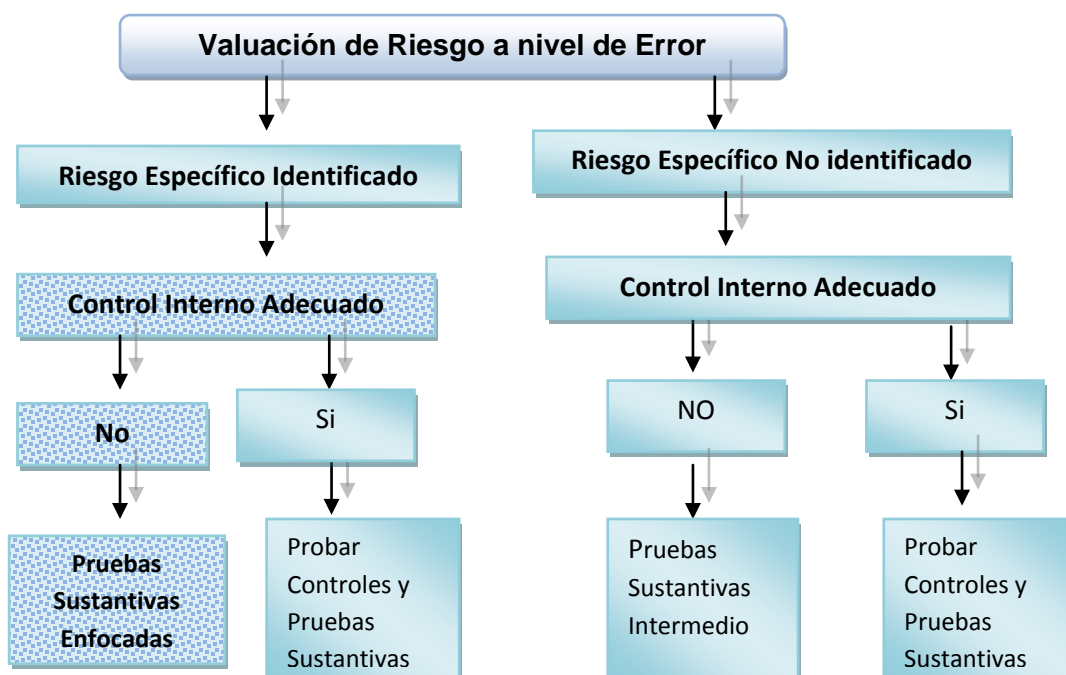 Valuación de Riesgo a nivel de Error
Riesgo Específico Identificado
Riesgo Específico No identificado
Control Interno Adecuado
Control Interno Adecuado
No
Si
NO
Si
Pruebas
Sustantivas
Enfocadas
Probar
Controles y
Pruebas
Sustantivas
Pruebas
Sustantivas
Intermedio
Probar
Controles y
Pruebas
Sustantivas